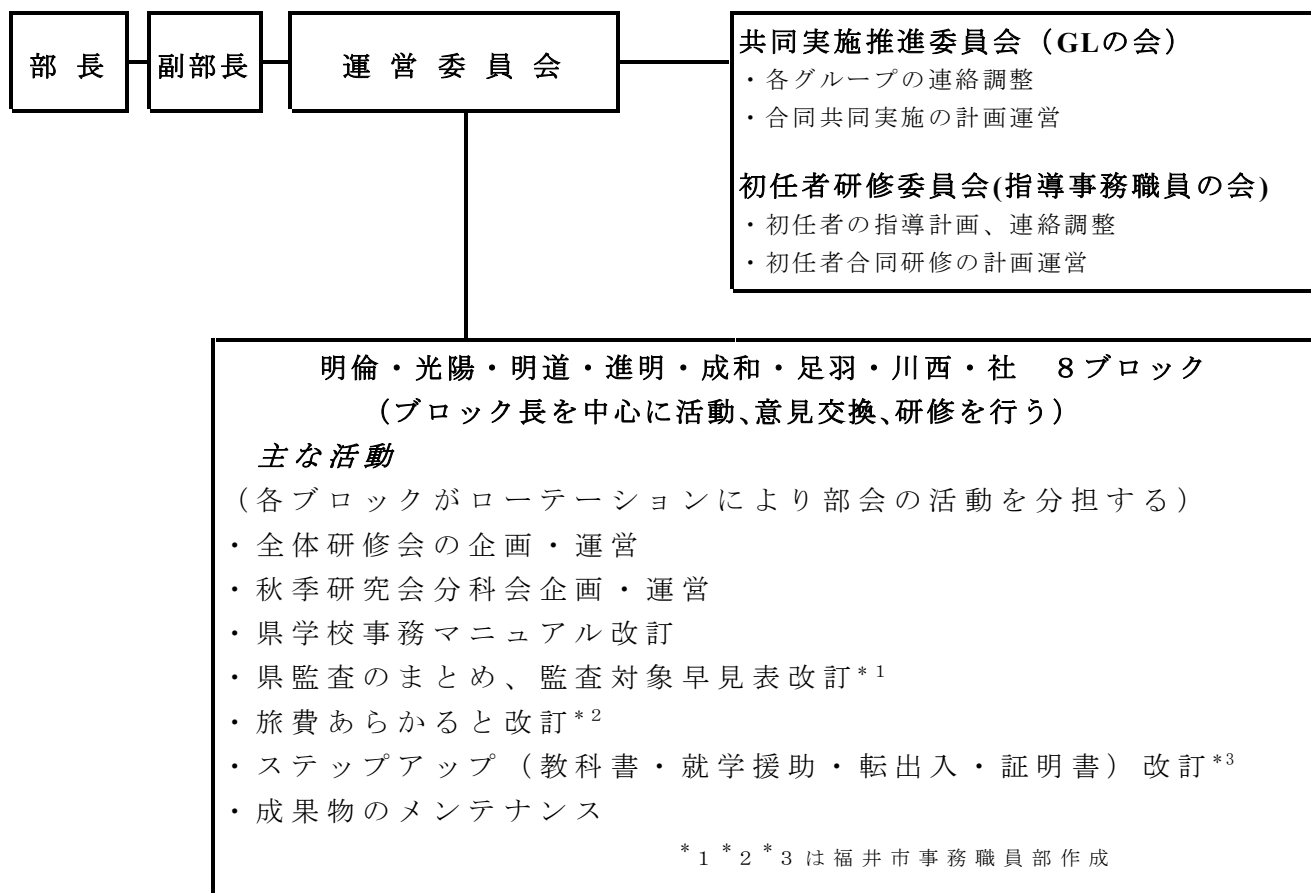 部長
副部長
運営委員会
共同実施推進委員会（GLの会）
・各グループの連絡調整
・合同共同実施の計画運営
初任者研修委員会(指導事務職員の会)
・初任者の指導計画、連絡調整
・初任者合同研修の計画運営
明倫・光陽・明道・進明・成和・足羽・川西・社　８ブロック
（ブロック長を中心に活動、意見交換、研修を行う）
主な活動
（各ブロックがローテーションにより部会の活動を分担する）
・全体研修会の企画・運営
・秋季研究会分科会企画・運営
・県学校事務マニュアル改訂
・県監査のまとめ、監査対象早見表改訂*1
・旅費あらかると改訂*2
・ステップアップ（教科書・就学援助・転出入・証明書）改訂*3
・成果物のメンテナンス
*1 *2 *3は福井市事務職員部作成